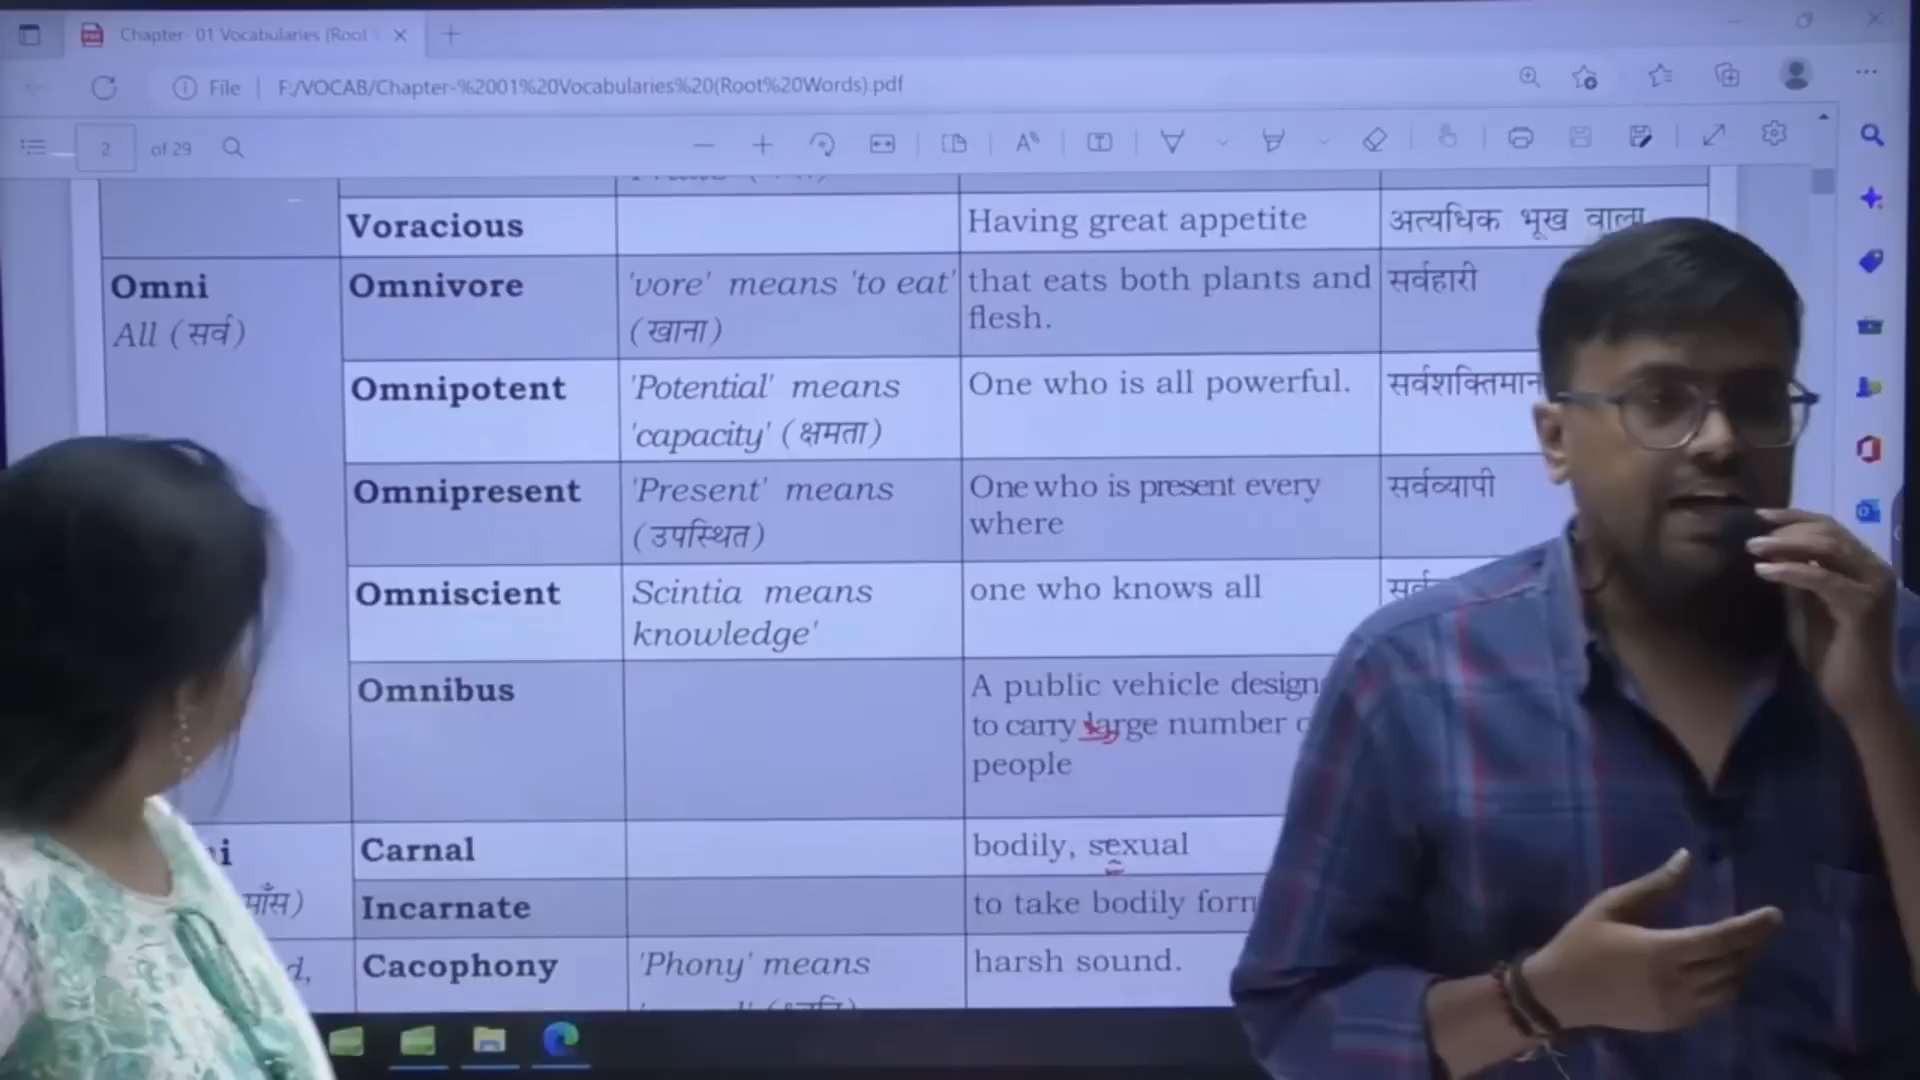 Chapter- 01 Vocabularies (Root
File
F:/VOCAB/Chapter-%2001%20Vocabularies%20(Root%20Words).pdf
2 of 29
Voracious
Having great appetite
अत्यधिक भूख वाला
Omni
All (सर्व)
Omnivore
'vore' means 'to eat'
(खाना)
that eats both plants and
flesh.
सर्वहारी
Omnipotent
'Potential' means
'capacity' (क्षमता)
One who is all powerful.
सर्वशक्तिमान
Omnipresent
'Present' means
(उपस्थित)
One who is present every
where
सर्वव्यापी
Omniscient
Scintia means
knowledge'
one who knows all
Omnibus
A public vehicle design
to carry large number
people
Carnal
bodily, sexual
माँस)
Incarnate
to take bodily form
Cacophony
'Phony' means
harsh sound.